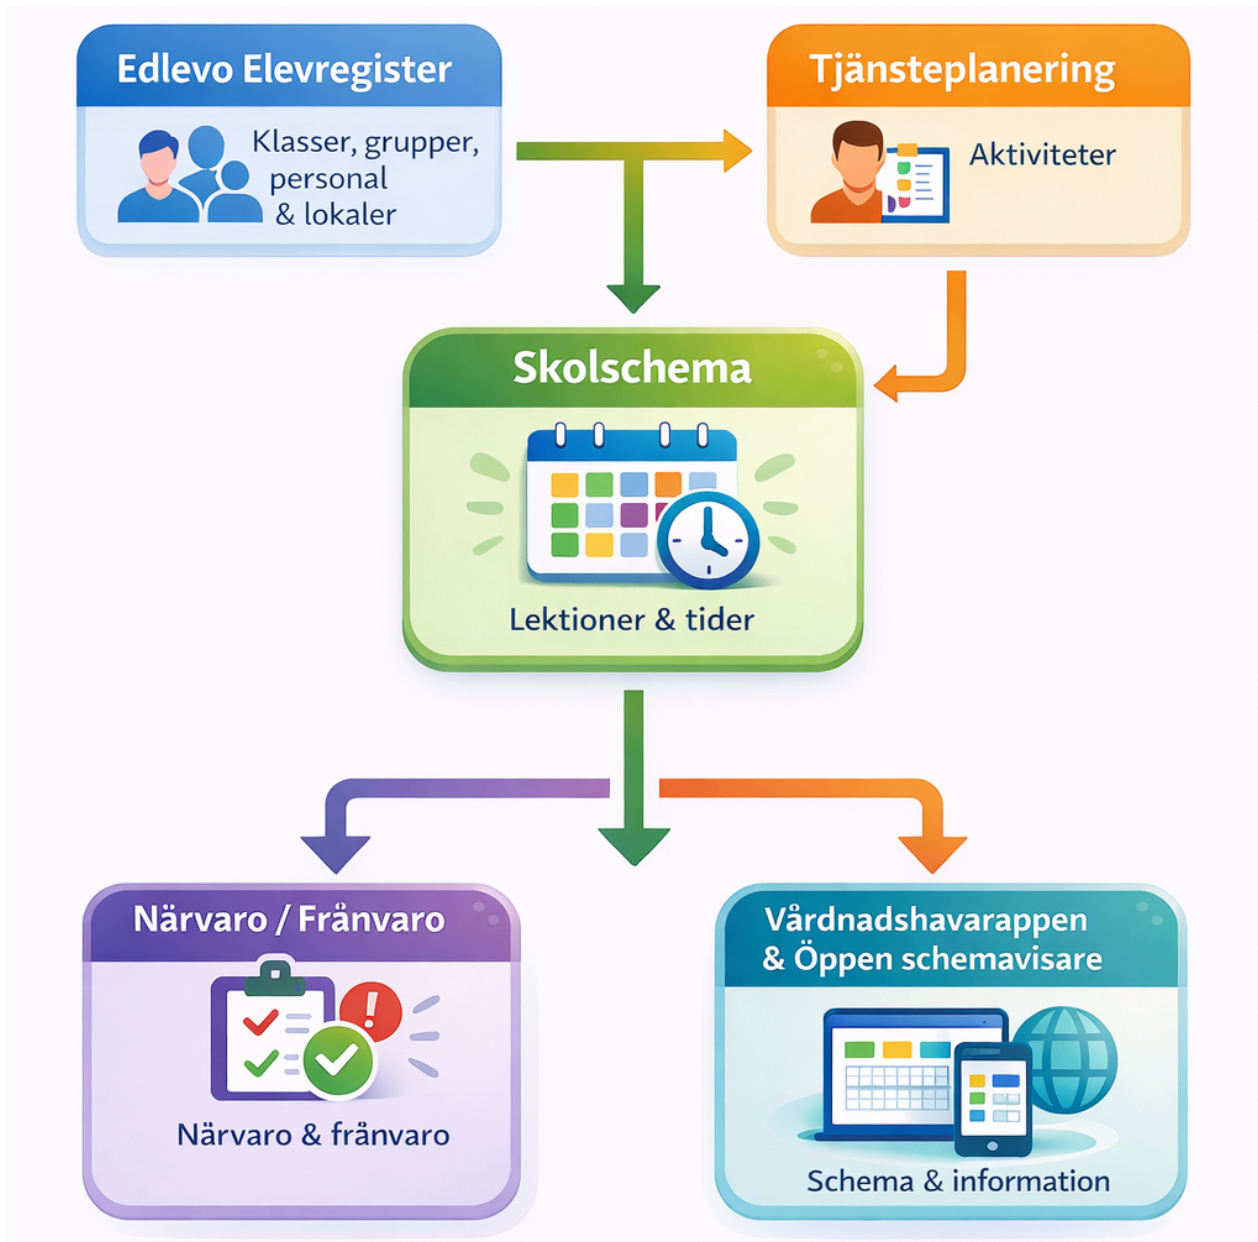 Edlevo Elevregister
Klasser, grupper,
personal
& lokaler
Tjänsteplanering
Aktiviteter
Skolschema
Lektioner & tider
Närvaro / Frånvaro
Närvaro & frånvaro
Vårdnadshavarappen
& Öppen schemavisare
Schema & information